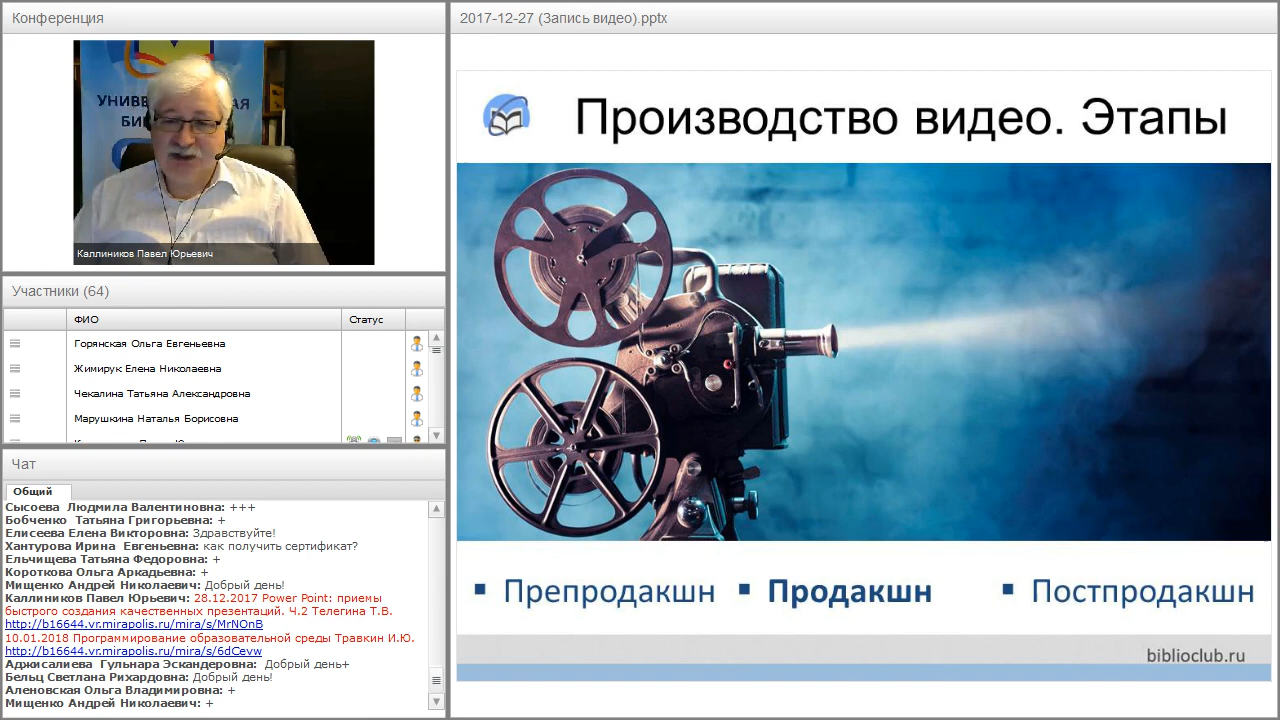 Конференция
УНИВЕР
АЯ
БИБ
Каллиников Павел Юрьевич
Участники (64)
ФИО
Статус
Горянская Ольга Евгеньевна
Жимирук Елена Николаевна
Чекалина Татьяна Александровна
Марушкина Наталья Борисовна
Чат
Общий
Сысоева Людмила Валентиновна: +++
Бобченко Татьяна Григорьевна: +
Елисеева Елена Викторовна: Здравствуйте!
Хантурова Ирина Евгеньевна: как получить сертификат?
Ельчищева Татьяна Федоровна: +
Короткова Ольга Аркадьевна: +
Мищенко Андрей Николаевич: Добрый день!
Каллиников Павел Юрьевич: 28.12.2017 Power Point: приемы
быстрого создания качественных презентаций. Ч.2 Телегина Т.В.
http://b16644.vr.mirapolis.ru/mira/s/MrNOnB
10.01.2018 Программирование образовательной среды Травкин И.Ю.
http://b16644.vr.mirapolis.ru/mira/s/6dCevw
Аджисалиева Гульнара Эскандеровна: Добрый день+
Бельц Светлана Рихардовна: Добрый день!
Аленовская Ольга Владимировна: +
Мищенко Андрей Николаевич: +
2017-12-27 (Запись видео).pptx
Производство видео. Этапы
▪ Препродакшн ▪ Продакшн ▪ Постпродакшн
biblioclub.ru